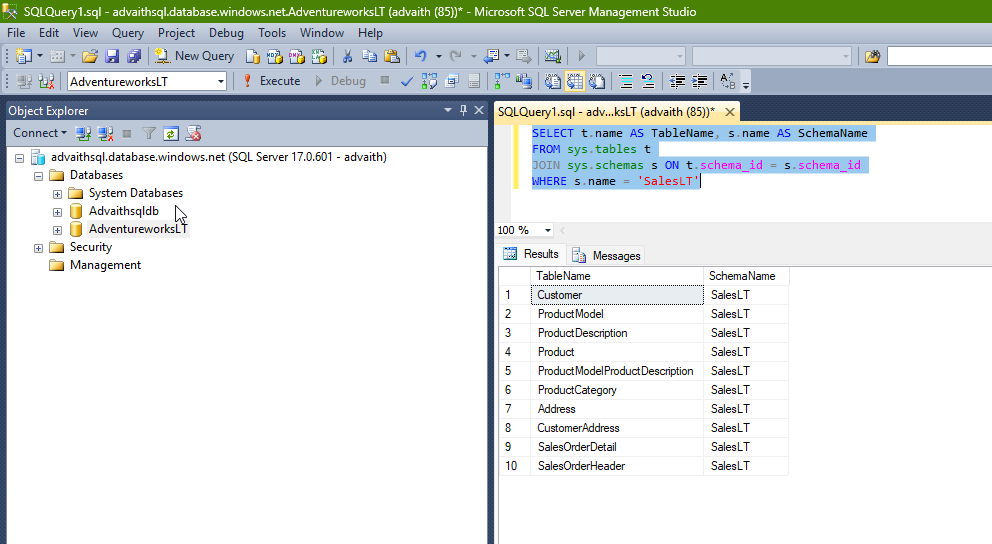 SQLQuery1.sql - advaithsql.database.windows.net.AdventureworksLT (advaith (85))* - Microsoft SQL Server Management Studio
File Edit View Query Project Debug Tools Window Help
New Query
AdventureworksLT Execute Debug
Object Explorer
Connect
advaithsql.database.windows.net (SQL Server 17.0.601 - advaith)
Databases
System Databases
Advaithsqldb
AdventureworksLT
Security
Management
SQLQuery1.sql - adv...ksLT (advaith (85))*
SELECT t.name AS TableName, s.name AS SchemaName
FROM sys.tables t
JOIN sys.schemas s ON t.schema_id = s.schema_id
WHERE s.name = 'SalesLT'
100 %
Results Messages
TableName SchemaName
1 Customer SalesLT
2 ProductModel SalesLT
3 ProductDescription SalesLT
4 Product SalesLT
5 ProductModelProductDescription SalesLT
6 ProductCategory SalesLT
7 Address SalesLT
8 CustomerAddress SalesLT
9 SalesOrderDetail SalesLT
10 SalesOrderHeader SalesLT